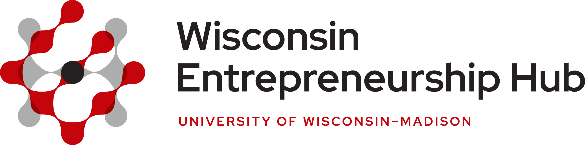 Wisconsin
Entrepreneurship Hub
UNIVERSITY OF WISCONSIN–MADISON